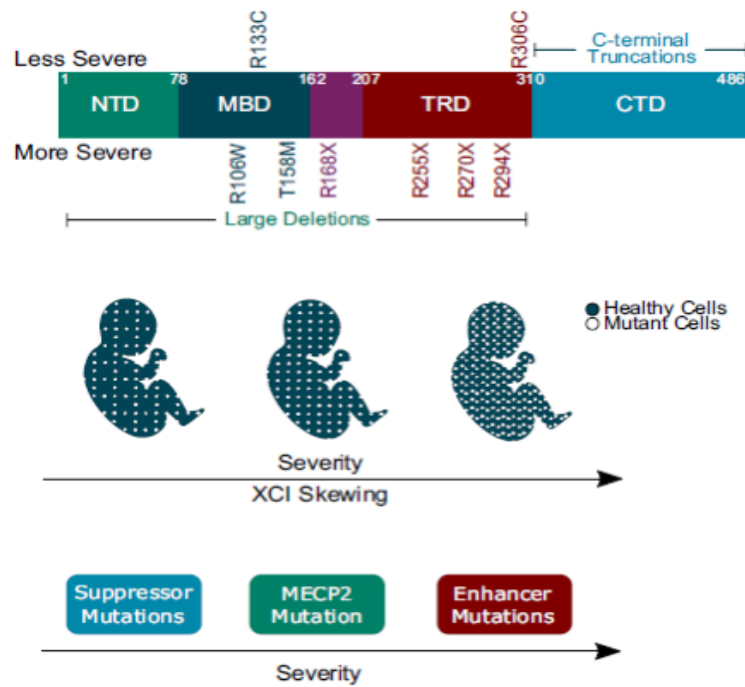 R133C
R306C
Less Severe
C-terminal
Truncations
1 78 162 207 310 486
NTD MBD TRD CTD
More Severe
R106W
T158M
R168X
R255X
R270X
R294X
Large Deletions
Healthy Cells
Mutant Cells
Severity
XCI Skewing
Suppressor
Mutations
MECP2
Mutation
Enhancer
Mutations
Severity